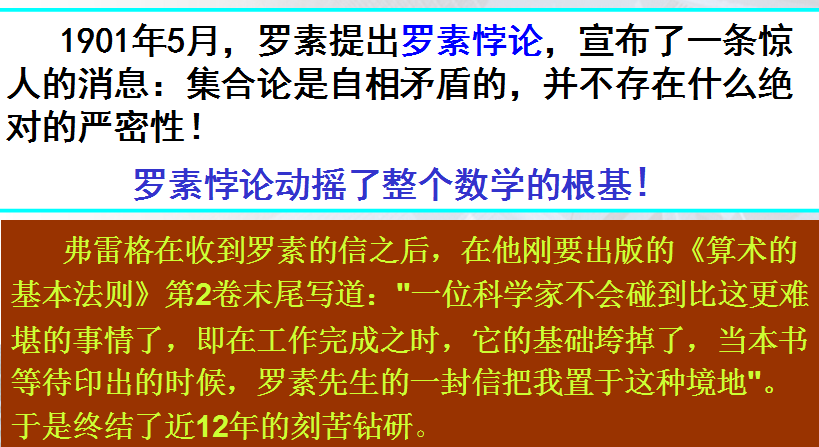 1901年5月，罗素提出罗素悖论，宣布了一条惊
人的消息：集合论是自相矛盾的，并不存在什么绝
对的严密性！
罗素悖论动摇了整个数学的根基！
弗雷格在收到罗素的信之后，在他刚要出版的《算术的
基本法则》第2卷末尾写道："一位科学家不会碰到比这更难
堪的事情了，即在工作完成之时，它的基础垮掉了，当本书
等待印出的时候，罗素先生的一封信把我置于这种境地"。
于是终结了近12年的刻苦钻研。